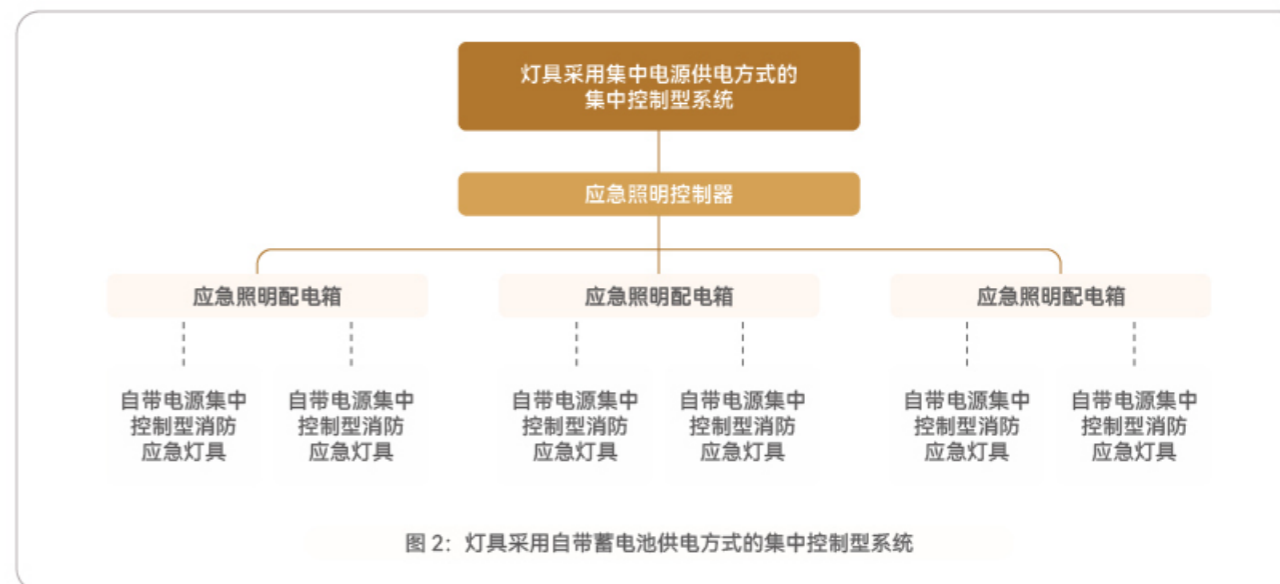 灯具采用集中电源供电方式的
集中控制型系统
应急照明控制器
应急照明配电箱
应急照明配电箱
应急照明配电箱
自带电源集中
控制型消防
应急灯具
自带电源集中
控制型消防
应急灯具
自带电源集中
控制型消防
应急灯具
自带电源集中
控制型消防
应急灯具
自带电源集中
控制型消防
应急灯具
自带电源集中
控制型消防
应急灯具
图 2：灯具采用自带蓄电池供电方式的集中控制型系统